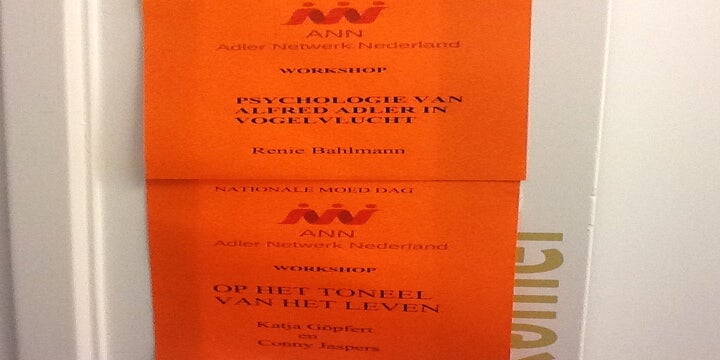 ANN
Adler Netwerk Nederland
WORKSHOP
PSYCHOLOGIE VAN
ALFRED ADLER IN
VOGELVLUCHT
Renie Bahlmann
NATIONALE MOED DAG
ANN
Adler Netwerk Nederland
WORKSHOP
OP HET TONEEL
VAN HET LEVEN
Katja Göpfert
en
Conny Jaspers